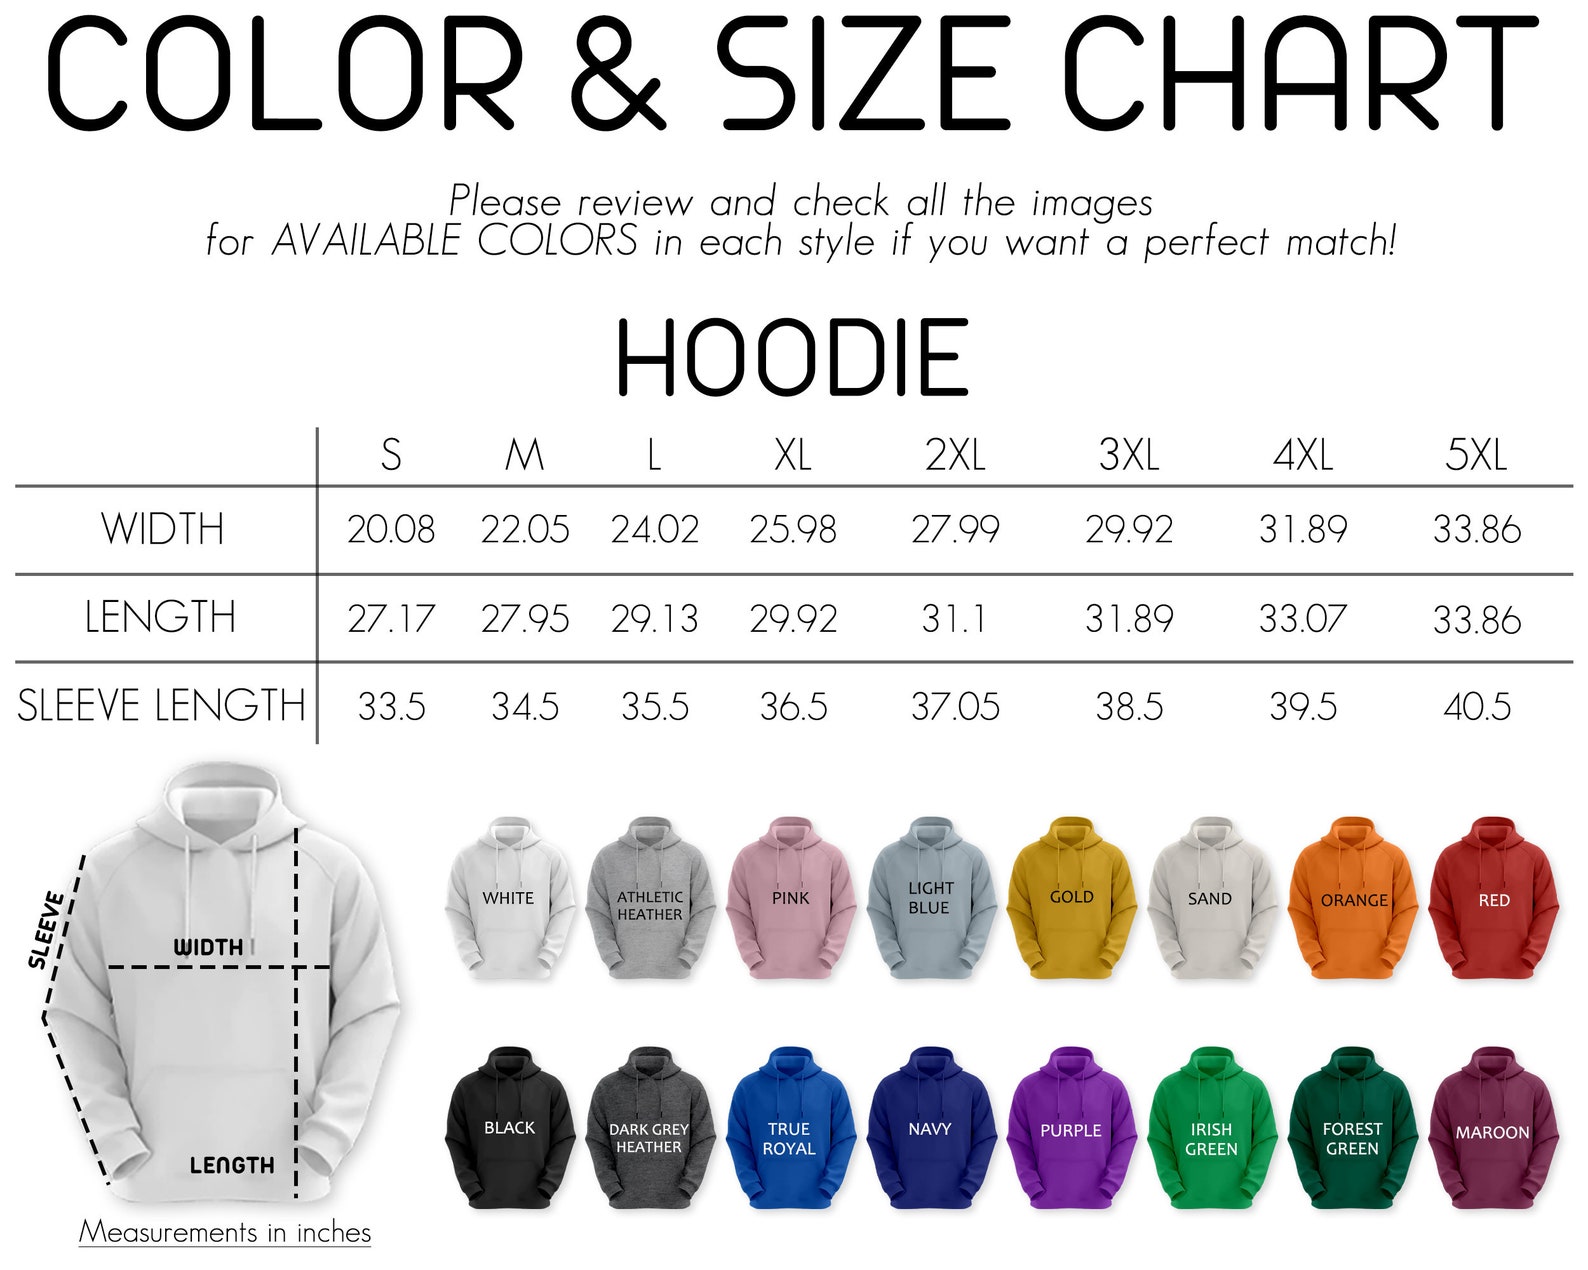 COLOR & SIZE CHART
Please review and check all the images
for AVAILABLE COLORS in each style if you want a perfect match!
HOODIE
S M L XL 2XL 3XL 4XL 5XL
WIDTH 20.08 22.05 24.02 25.98 27.99 29.92 31.89 33.86
LENGTH 27.17 27.95 29.13 29.92 31.1 31.89 33.07 33.86
SLEEVE LENGTH 33.5 34.5 35.5 36.5 37.05 38.5 39.5 40.5
SLEEVE
WIDTH
LENGTH
Measurements in inches
WHITE
ATHLETIC
HEATHER
PINK
LIGHT
BLUE
GOLD
SAND
ORANGE
RED
BLACK
DARK GREY
HEATHER
TRUE
ROYAL
NAVY
PURPLE
IRISH
GREEN
FOREST
GREEN
MAROON